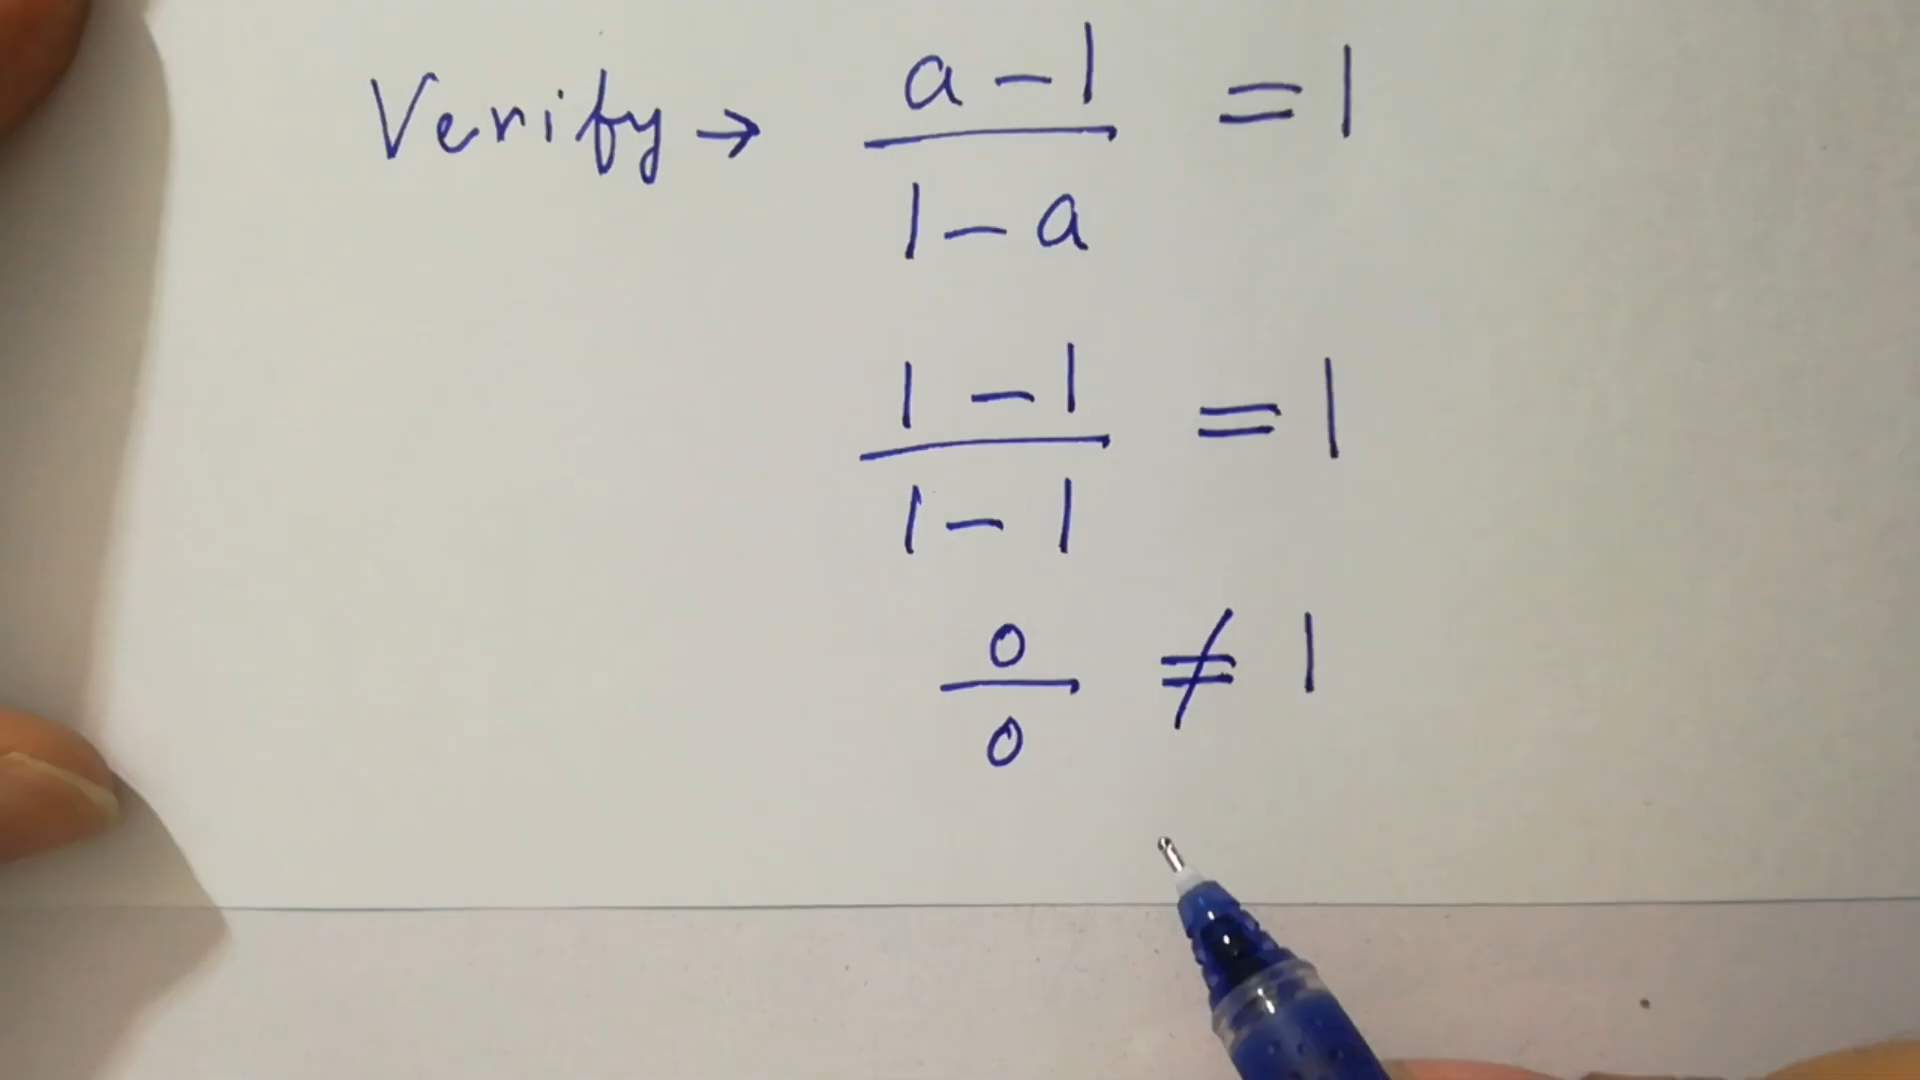 Verify → a - 1 / 1 - a = 1
1 - 1 / 1 - 1 = 1
0 / 0 ≠ 1